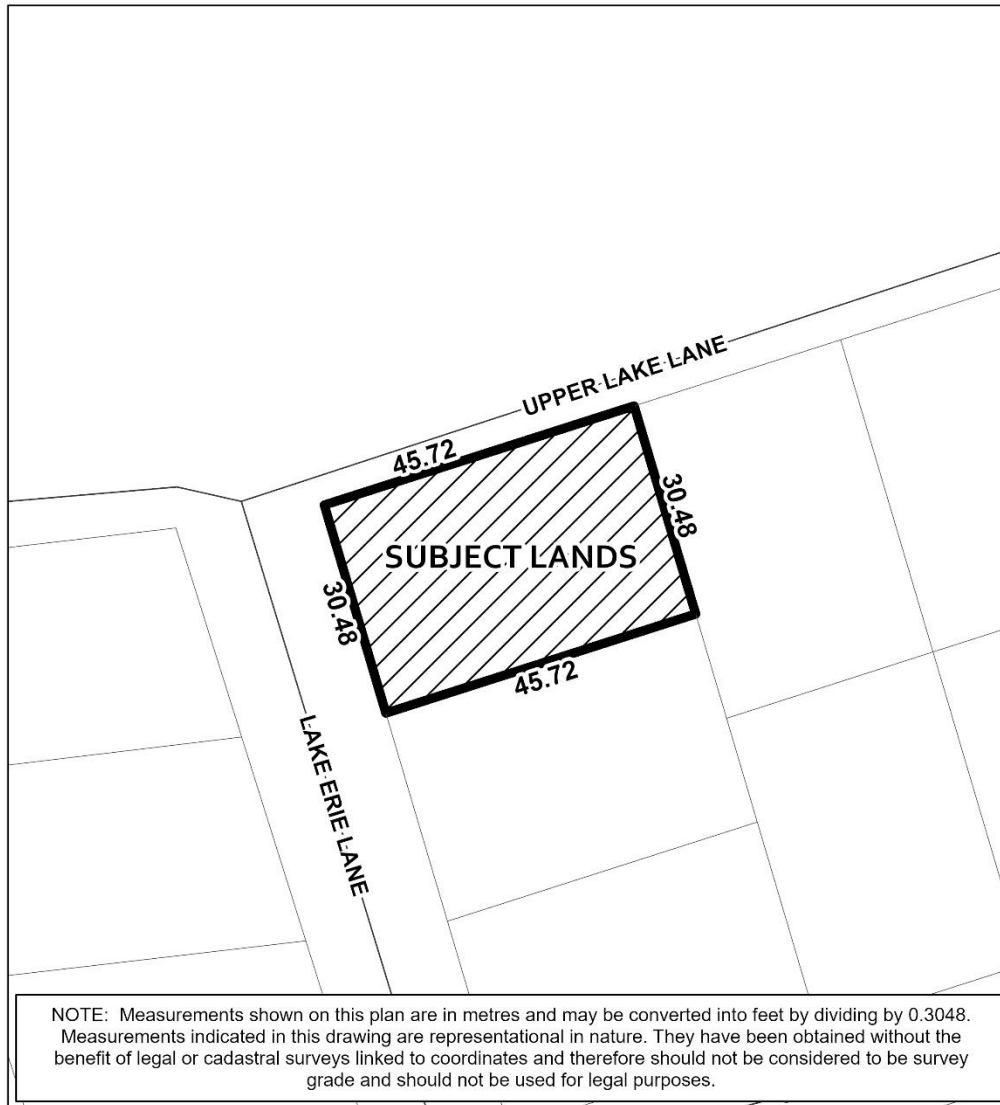 UPPER LAKE LANE
45.72
30.48
SUBJECT LANDS
30.48
45.72
LAKE ERIE LANE
NOTE:  Measurements shown on this plan are in metres and may be converted into feet by dividing by 0.3048.
Measurements indicated in this drawing are representational in nature. They have been obtained without the
benefit of legal or cadastral surveys linked to coordinates and therefore should not be considered to be survey
grade and should not be used for legal purposes.